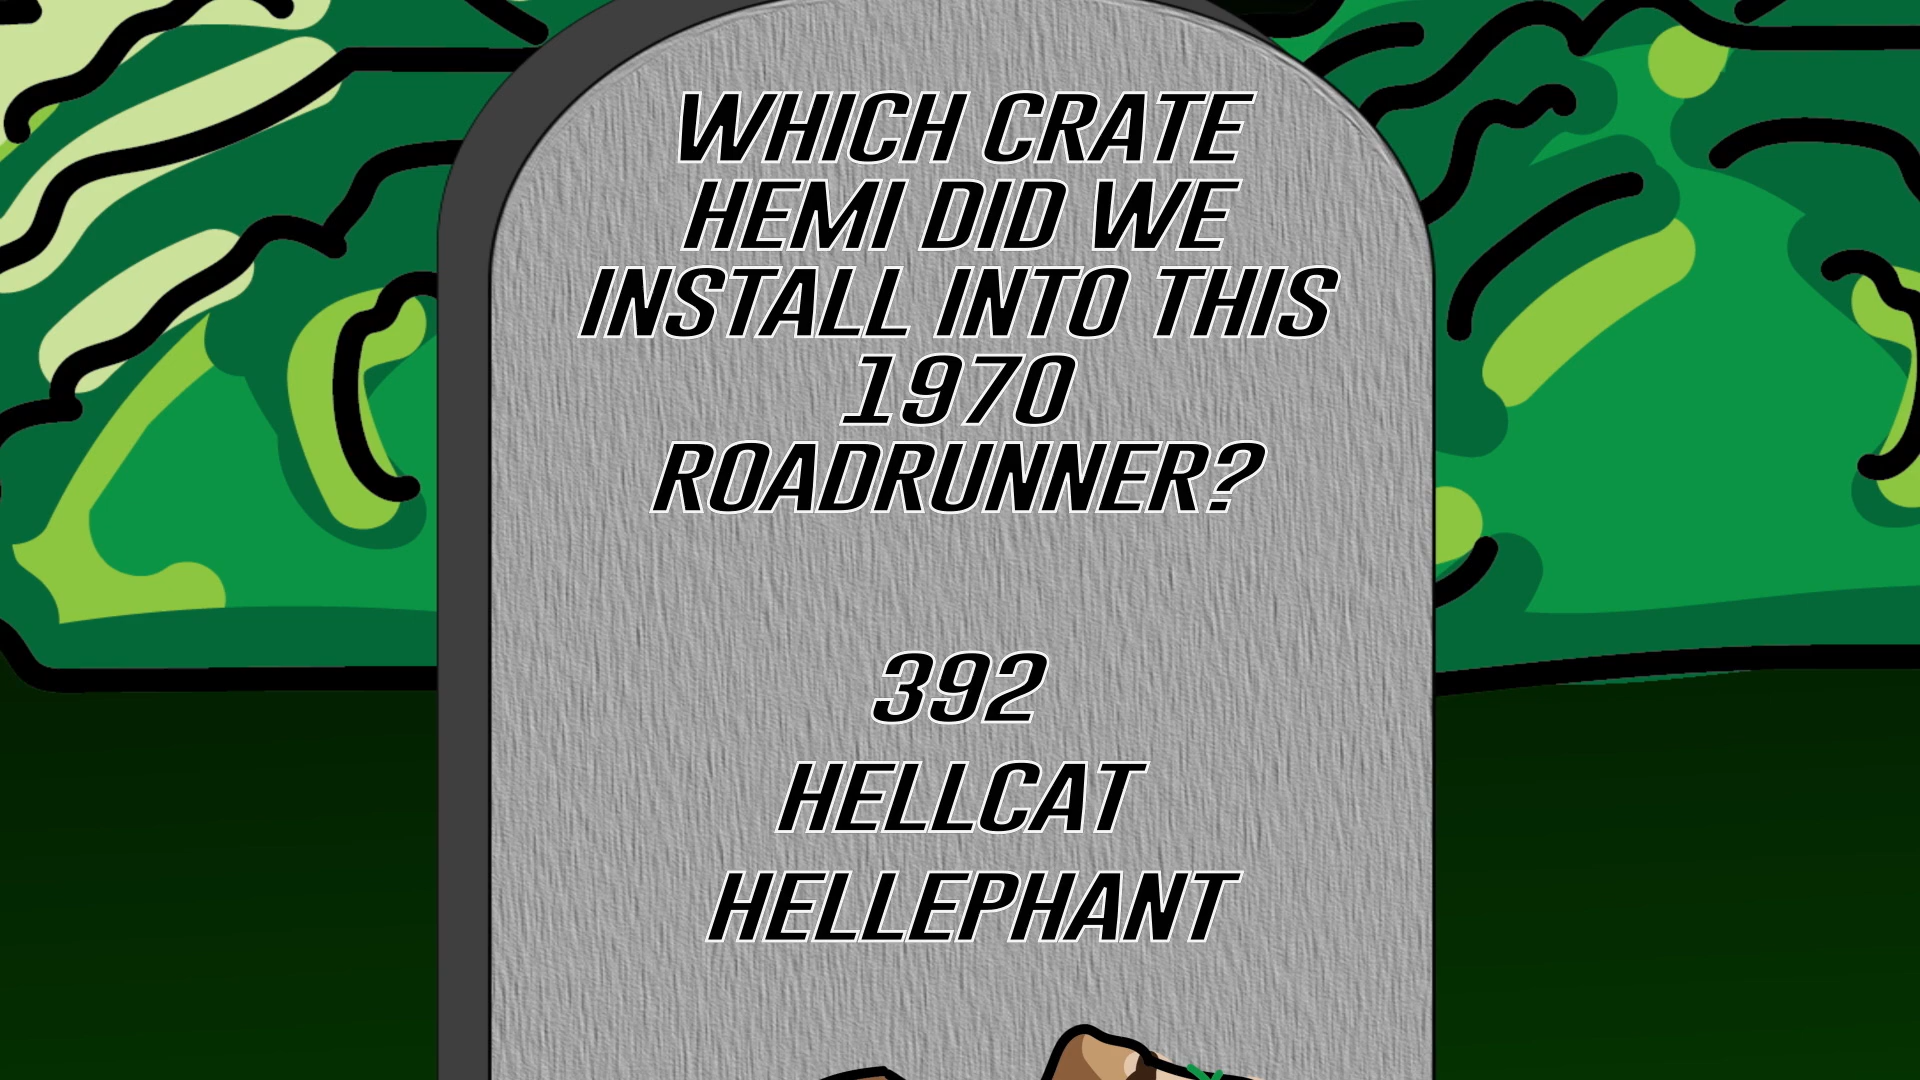 WHICH CRATE
HEMI DID WE
INSTALL INTO THIS
1970
ROADRUNNER?
392
HELLCAT
HELLEPHANT